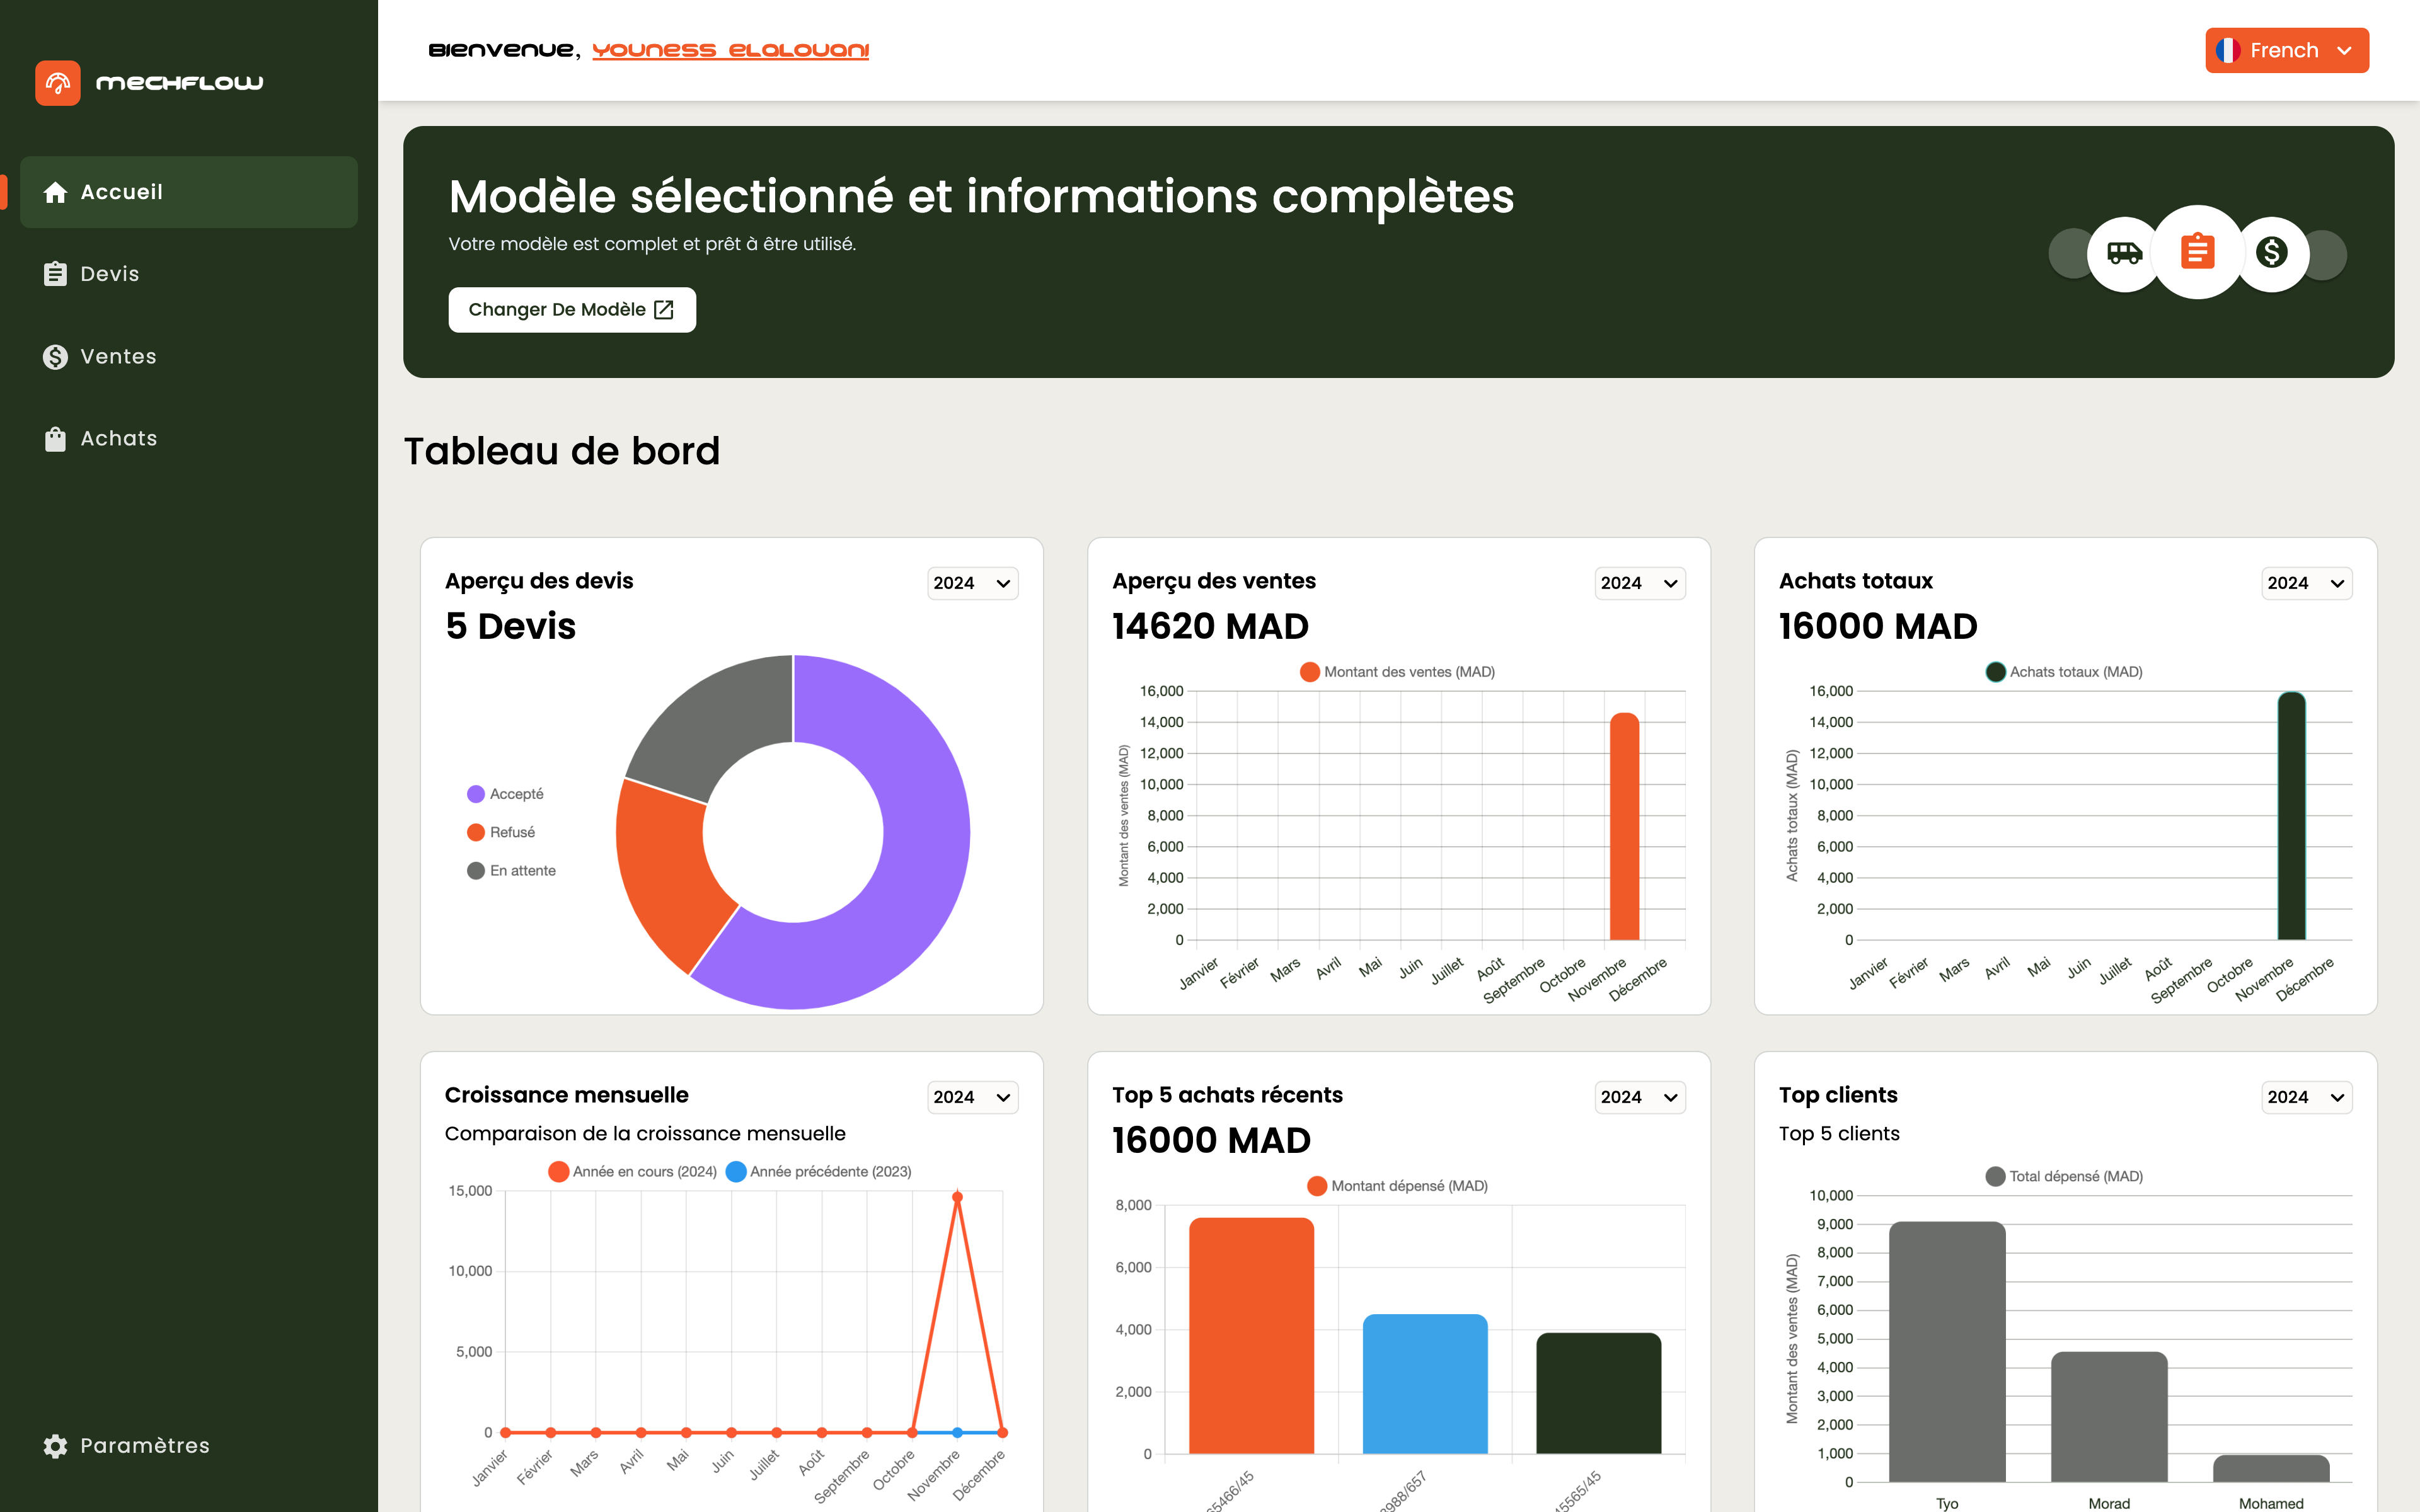 MECHFLOW
Accueil
Devis
Ventes
Achats
Paramètres
Bienvenue, Youness Elalouani
French
Modèle sélectionné et informations complètes
Votre modèle est complet et prêt à être utilisé.
Changer De Modèle
Tableau de bord
Aperçu des devis
2024
5 Devis
Accepté
Refusé
En attente
Aperçu des ventes
2024
14620 MAD
Montant des ventes (MAD)
Montant des ventes (MAD)
16,000
14,000
12,000
10,000
8,000
6,000
4,000
2,000
0
Janvier Février Mars Avril Mai Juin Juillet Août Septembre Octobre Novembre Décembre
Achats totaux
2024
16000 MAD
Achats totaux (MAD)
Achats totaux (MAD)
16,000
14,000
12,000
10,000
8,000
6,000
4,000
2,000
0
Janvier Février Mars Avril Mai Juin Juillet Août Septembre Octobre Novembre Décembre
Croissance mensuelle
2024
Comparaison de la croissance mensuelle
Année en cours (2024) Année précédente (2023)
15,000
10,000
5,000
0
Janvier Février Mars Avril Mai Juin Juillet Août Septembre Octobre Novembre Décembre
Top 5 achats récents
2024
16000 MAD
Montant dépensé (MAD)
8,000
6,000
4,000
2,000
0
Top clients
2024
Top 5 clients
Total dépensé (MAD)
Montant des ventes (MAD)
10,000
9,000
8,000
7,000
6,000
5,000
4,000
3,000
2,000
1,000
0
Tyo Morad Mohamed